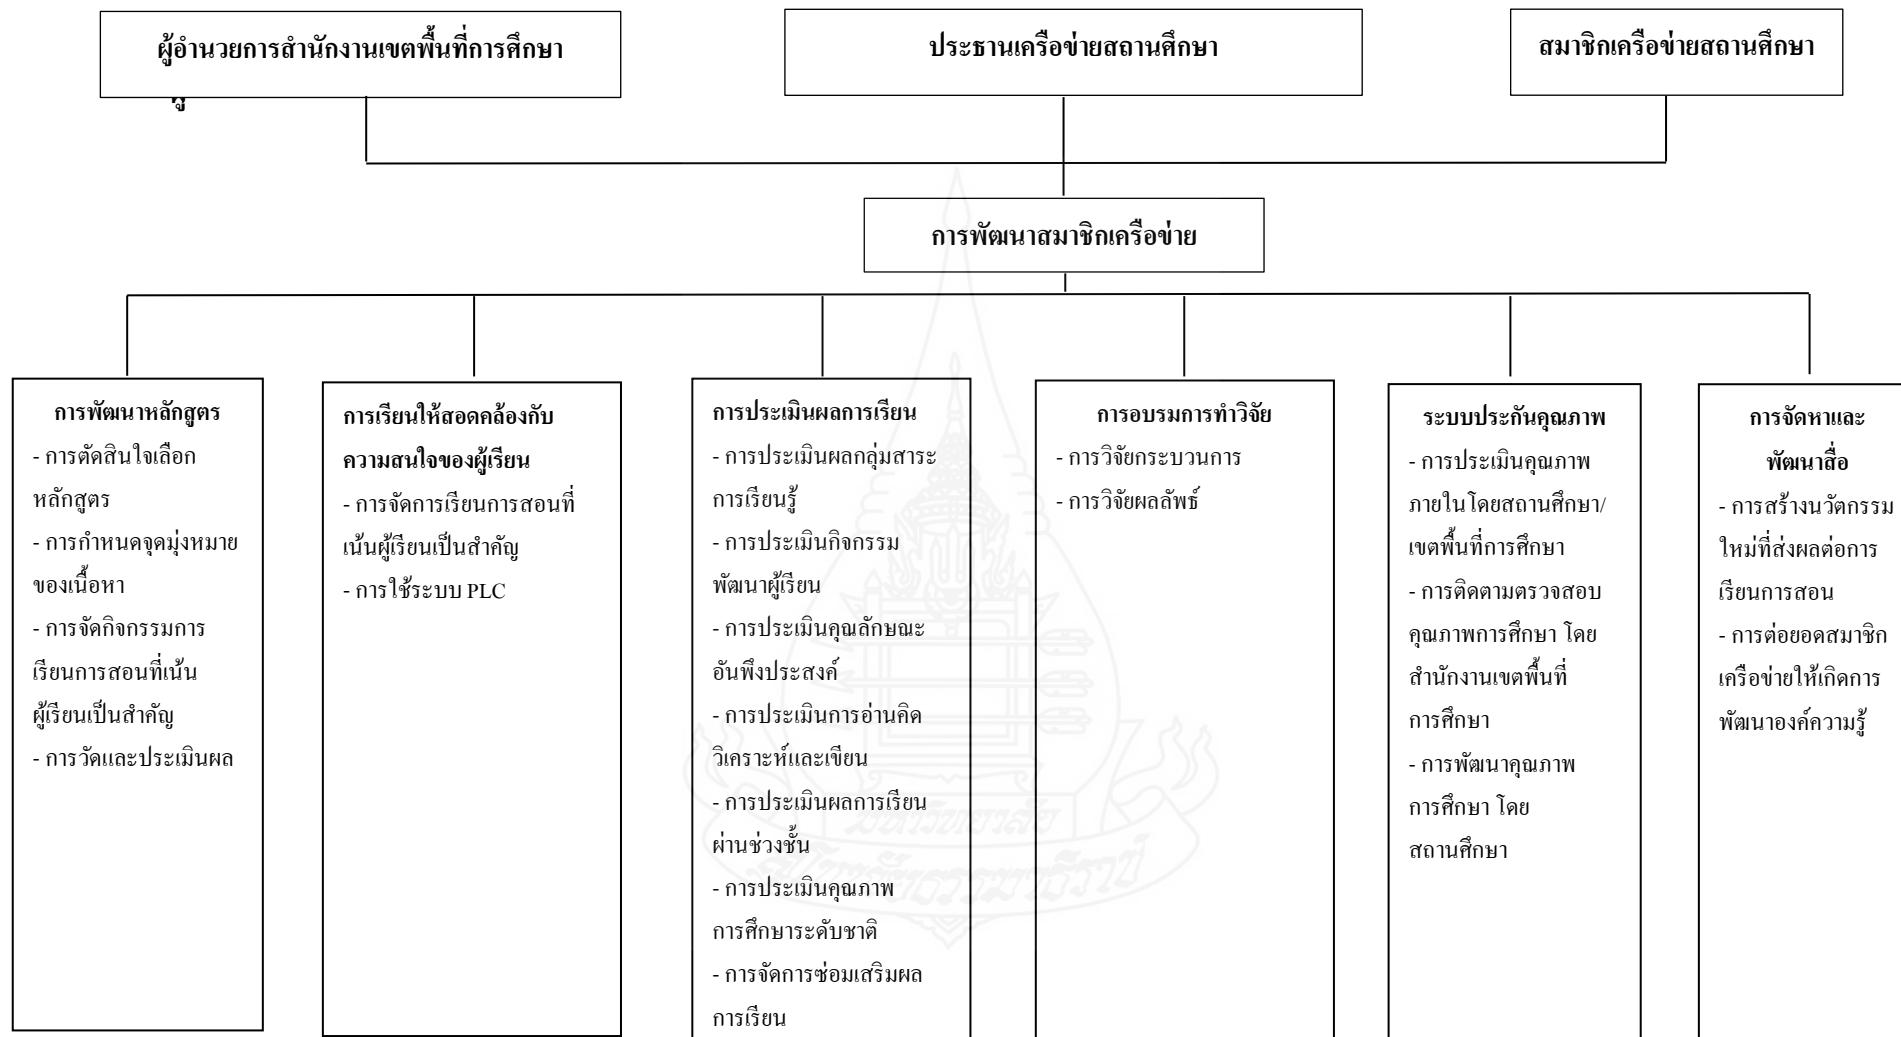 ผู้อำนวยการสำนักงานเขตพื้นที่การศึกษา
ผู้
ประธานเครือข่ายสถานศึกษา
สมาชิกเครือข่ายสถานศึกษา
การพัฒนาสมาชิกเครือข่าย
การพัฒนาหลักสูตร
- การตัดสินใจเลือก
หลักสูตร
- การกำหนดจุดมุ่งหมาย
ของเนื้อหา
- การจัดกิจกรรมการ
เรียนการสอนที่เน้น
ผู้เรียนเป็นสำคัญ
- การวัดและประเมินผล
การเรียนให้สอดคล้องกับ
ความสนใจของผู้เรียน
- การจัดการเรียนการสอนที่
เน้นผู้เรียนเป็นสำคัญ
- การใช้ระบบ PLC
การประเมินผลการเรียน
- การประเมินผลกลุ่มสาระ
การเรียนรู้
- การประเมินกิจกรรม
พัฒนาผู้เรียน
- การประเมินคุณลักษณะ
อันพึงประสงค์
- การประเมินการอ่านคิด
วิเคราะห์และเขียน
- การประเมินผลการเรียน
ผ่านช่วงชั้น
- การประเมินคุณภาพ
การศึกษาระดับชาติ
- การจัดการซ่อมเสริมผล
การเรียน
การอบรมการทำวิจัย
- การวิจัยกระบวนการ
- การวิจัยผลลัพธ์
ระบบประกันคุณภาพ
- การประเมินคุณภาพ
ภายในโดยสถานศึกษา/
เขตพื้นที่การศึกษา
- การติดตามตรวจสอบ
คุณภาพการศึกษา โดย
สำนักงานเขตพื้นที่
การศึกษา
- การพัฒนาคุณภาพ
การศึกษา โดย
สถานศึกษา
การจัดหาและ
พัฒนาสื่อ
- การสร้างนวัตกรรม
ใหม่ที่ส่งผลต่อการ
เรียนการสอน
- การต่อยอดสมาชิก
เครือข่ายให้เกิดการ
พัฒนาองค์ความรู้
มหาวิทยาลัย
สุโขทัยธรรมาธิราช